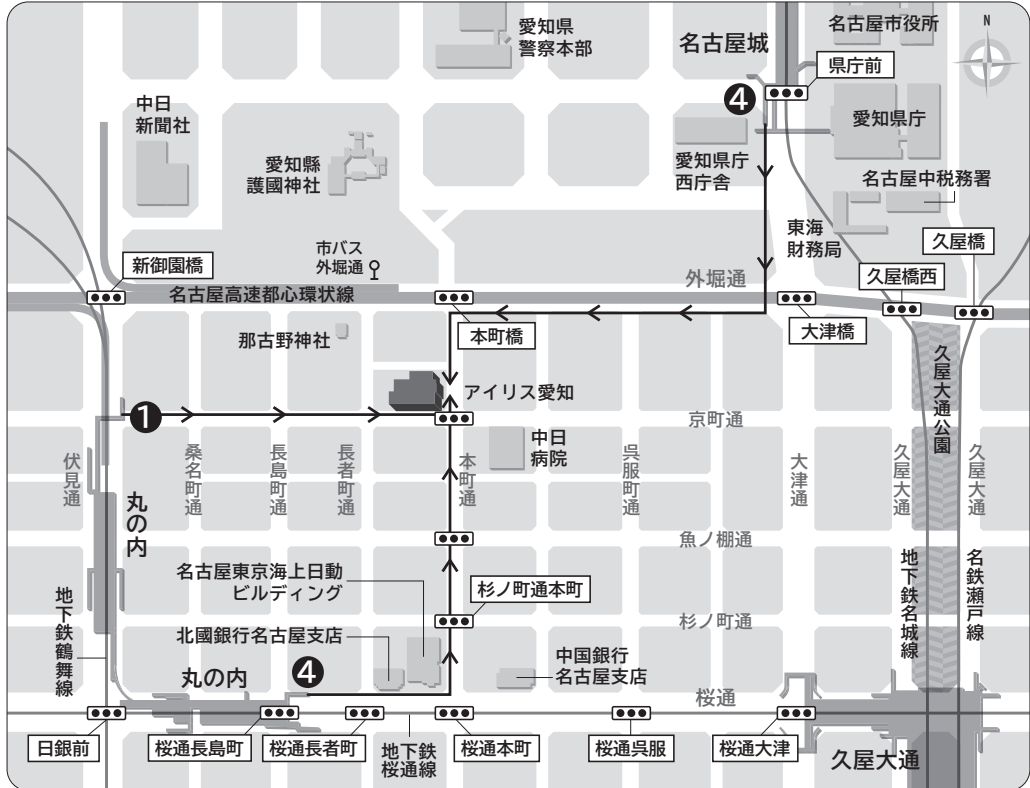 愛知県
警察本部
名古屋城
名古屋市役所
N
県庁前
4
中日
新聞社
愛知縣
護國神社
愛知県庁
西庁舎
愛知県庁
名古屋中税務署
東海
財務局
久屋橋
市バス
外堀通
新御園橋
外堀通
久屋橋西
名古屋高速都心環状線
本町橋
大津橋
那古野神社
久屋大通公園
アイリス愛知
1
京町通
中日
病院
伏見通
桑名町通
長島町通
長者町通
本町通
呉服町通
大津通
久屋大通
久屋大通
丸の内
魚ノ棚通
名古屋東京海上日動
ビルディング
杉ノ町通本町
杉ノ町通
地下鉄鶴舞線
地下鉄名城線
名鉄瀬戸線
北國銀行名古屋支店
中国銀行
名古屋支店
丸の内
4
桜通
日銀前
桜通長島町
桜通長者町
地下鉄
桜通線
桜通本町
桜通呉服
桜通大津
久屋大通